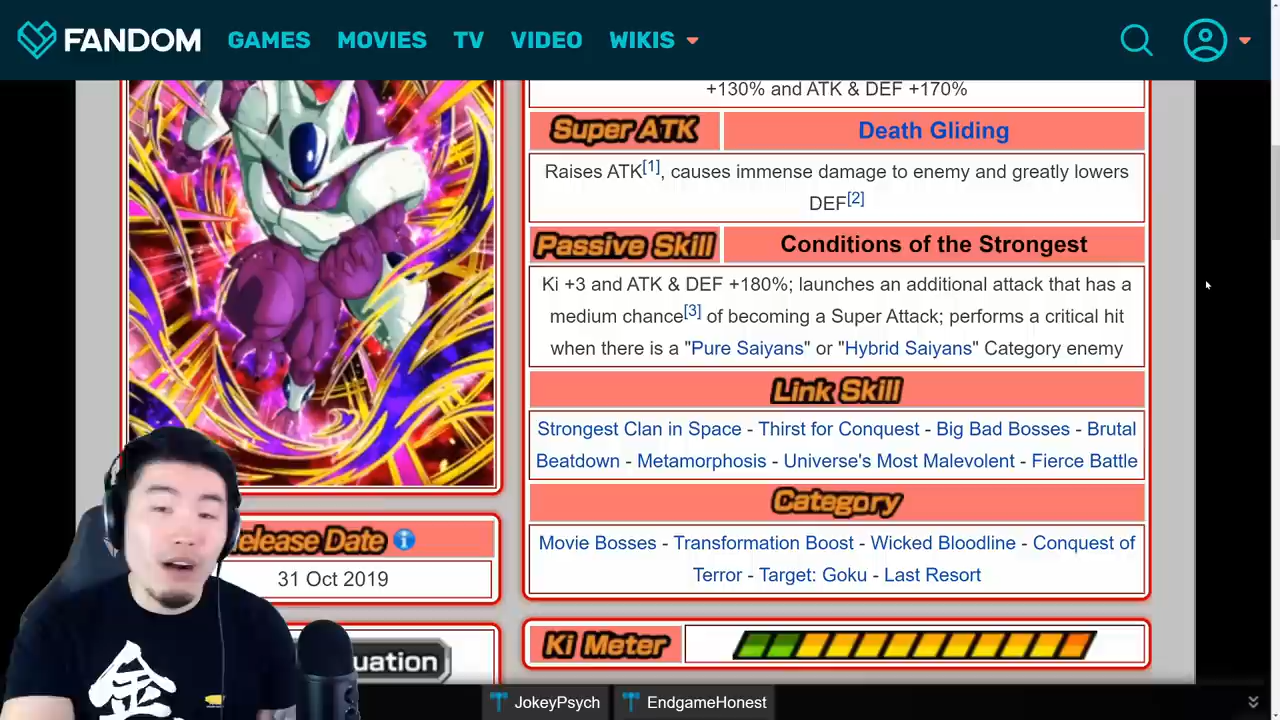 FANDOM GAMES MOVIES TV VIDEO WIKIS
+130% and ATK & DEF +170%
Super ATK Death Gliding
Raises ATK[1], causes immense damage to enemy and greatly lowers
DEF[2]
Passive Skill Conditions of the Strongest
Ki +3 and ATK & DEF +180%; launches an additional attack that has a
medium chance[3] of becoming a Super Attack; performs a critical hit
when there is a "Pure Saiyans" or "Hybrid Saiyans" Category enemy
Link Skill
Strongest Clan in Space - Thirst for Conquest - Big Bad Bosses - Brutal
Beatdown - Metamorphosis - Universe's Most Malevolent - Fierce Battle
Category
Movie Bosses - Transformation Boost - Wicked Bloodline - Conquest of
Terror - Target: Goku - Last Resort
elease Date i
31 Oct 2019
Ki Meter
uation
金
JokeyPsych EndgameHonest